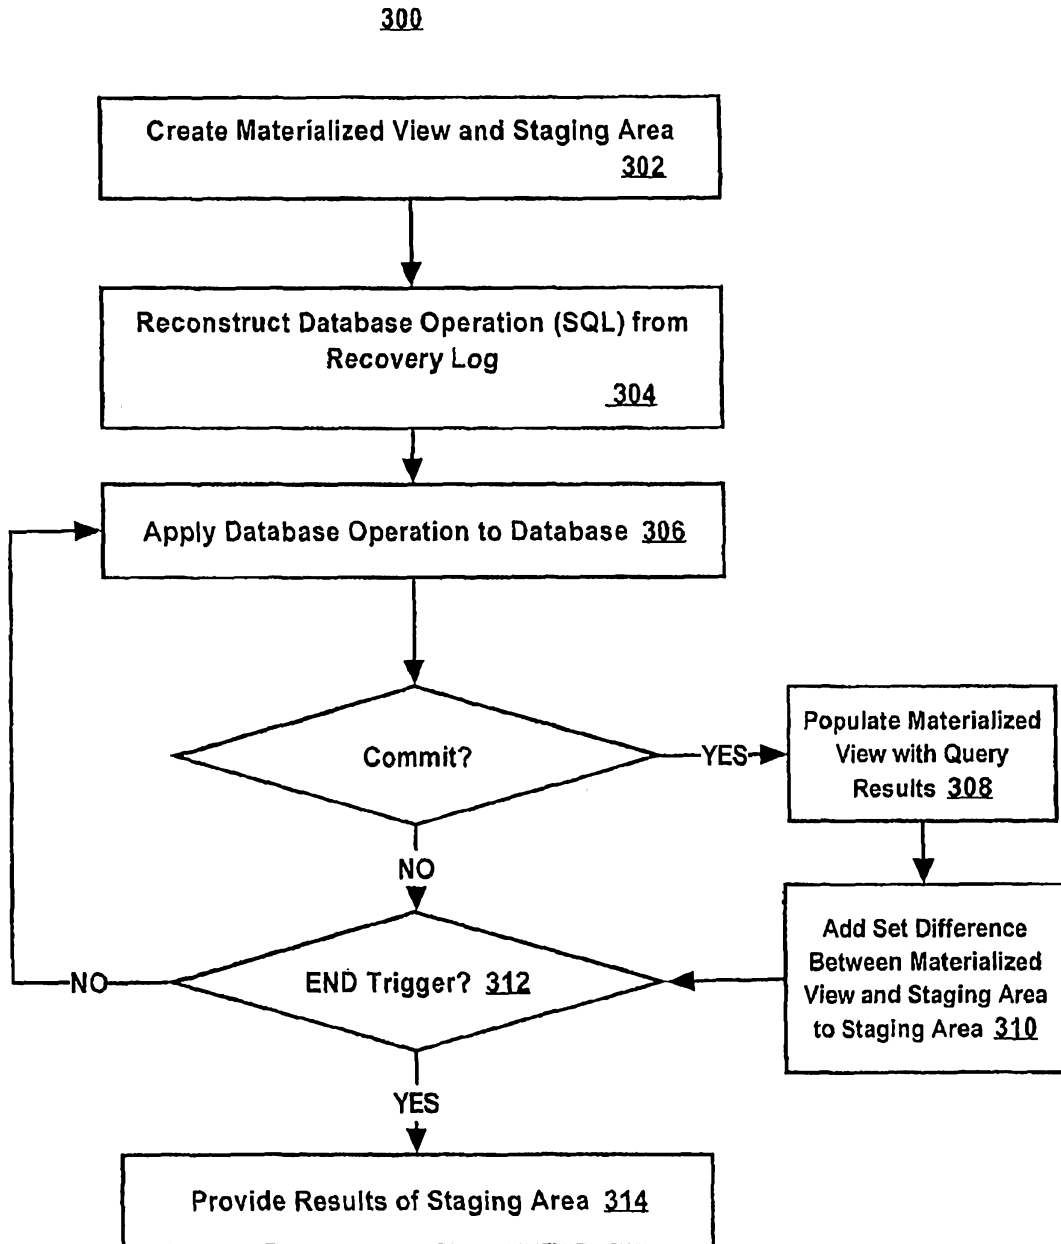 300
Create Materialized View and Staging Area
302
Reconstruct Database Operation (SQL) from
Recovery Log
304
Apply Database Operation to Database 306
Commit?
YES
Populate Materialized
View with Query
Results 308
NO
Add Set Difference
Between Materialized
View and Staging Area
to Staging Area 310
END Trigger? 312
NO
YES
Provide Results of Staging Area 314